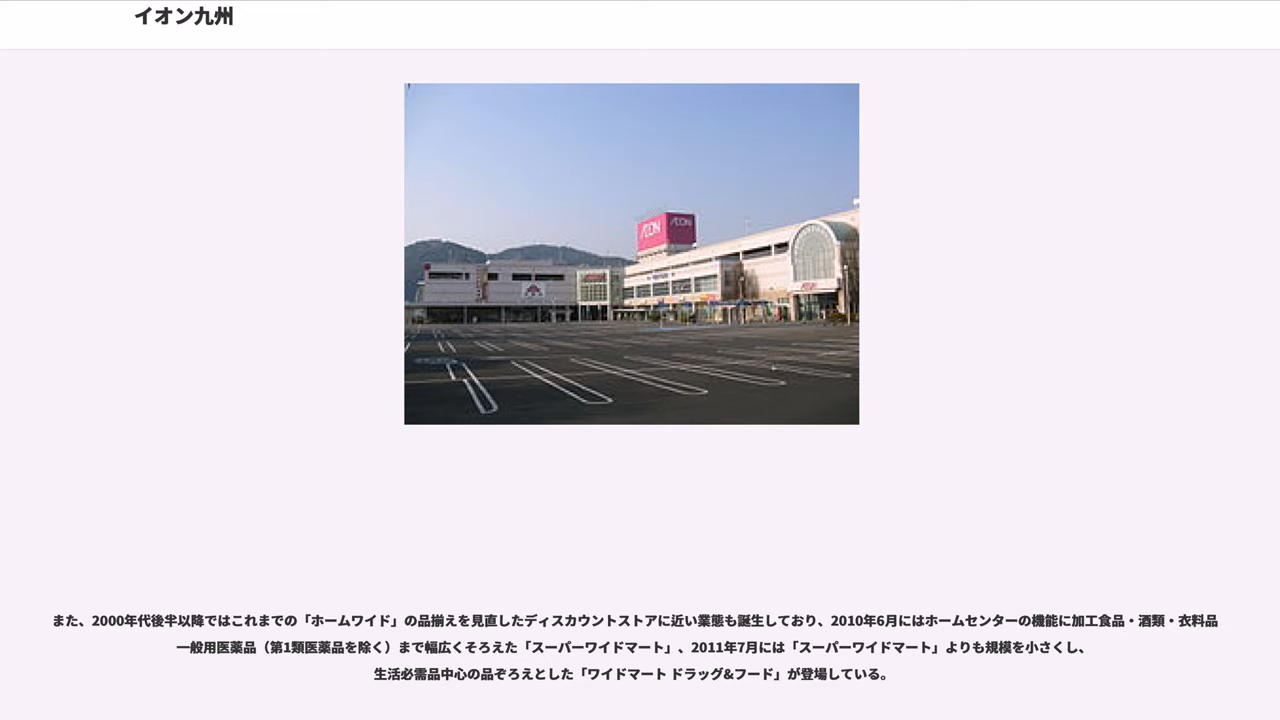 イオン九州
ÆON
ÆON
また、2000年代後半以降ではこれまでの「ホームワイド」の品揃えを見直したディスカウントストアに近い業態も誕生しており、2010年6月にはホームセンターの機能に加工食品・酒類・衣料品
一般用医薬品（第1類医薬品を除く）まで幅広くそろえた「スーパーワイドマート」、2011年7月には「スーパーワイドマート」よりも規模を小さくし、
生活必需品中心の品ぞろえとした「ワイドマート ドラッグ&フード」が登場している。